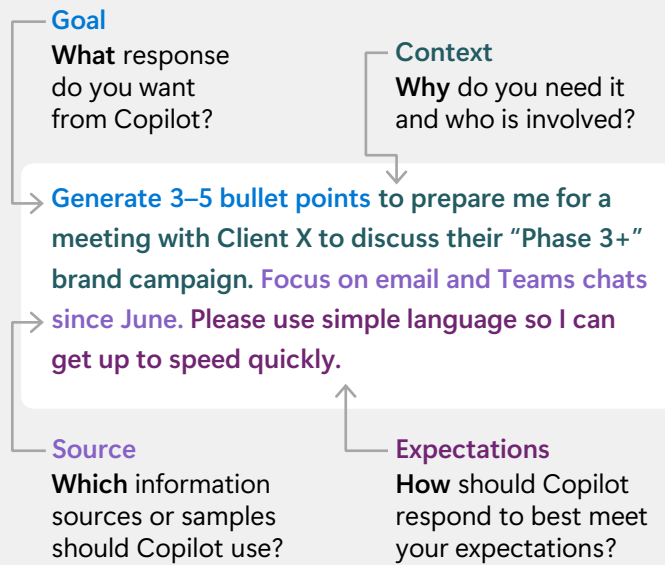 Goal
What response
do you want
from Copilot?
Context
Why do you need it
and who is involved?
Generate 3–5 bullet points to prepare me for a
meeting with Client X to discuss their “Phase 3+”
brand campaign. Focus on email and Teams chats
since June. Please use simple language so I can
get up to speed quickly.
Source
Which information
sources or samples
should Copilot use?
Expectations
How should Copilot
respond to best meet
your expectations?